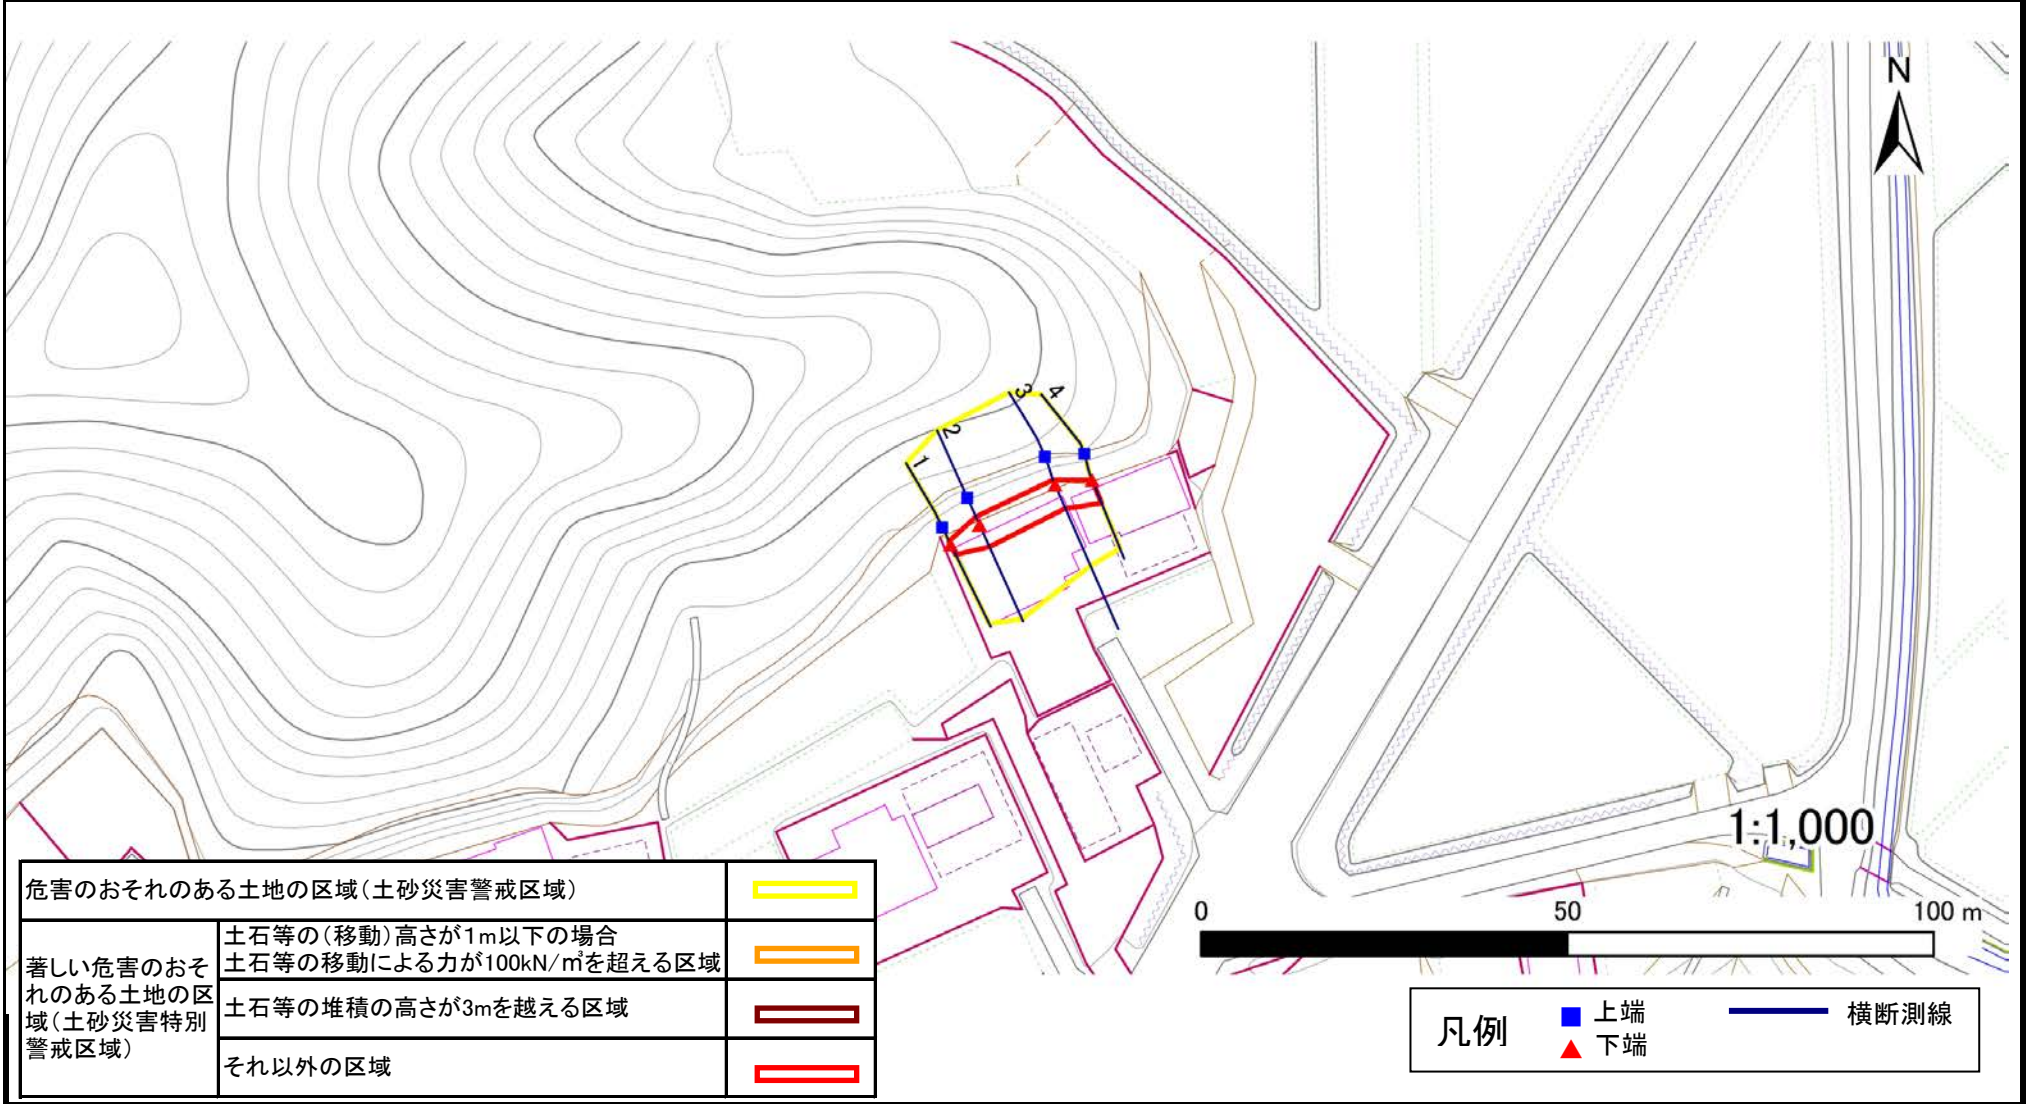 N
3 4
2
1
1:1,000
0 50 100 m
危害のおそれのある土地の区域(土砂災害警戒区域)
著しい危害のおそ
れのある土地の区
域(土砂災害特別
警戒区域)
土石等の(移動)高さが1m以下の場合
土石等の移動による力が100kN/㎡を超える区域
土石等の堆積の高さが3mを越える区域
それ以外の区域
凡例
上端
下端
横断測線